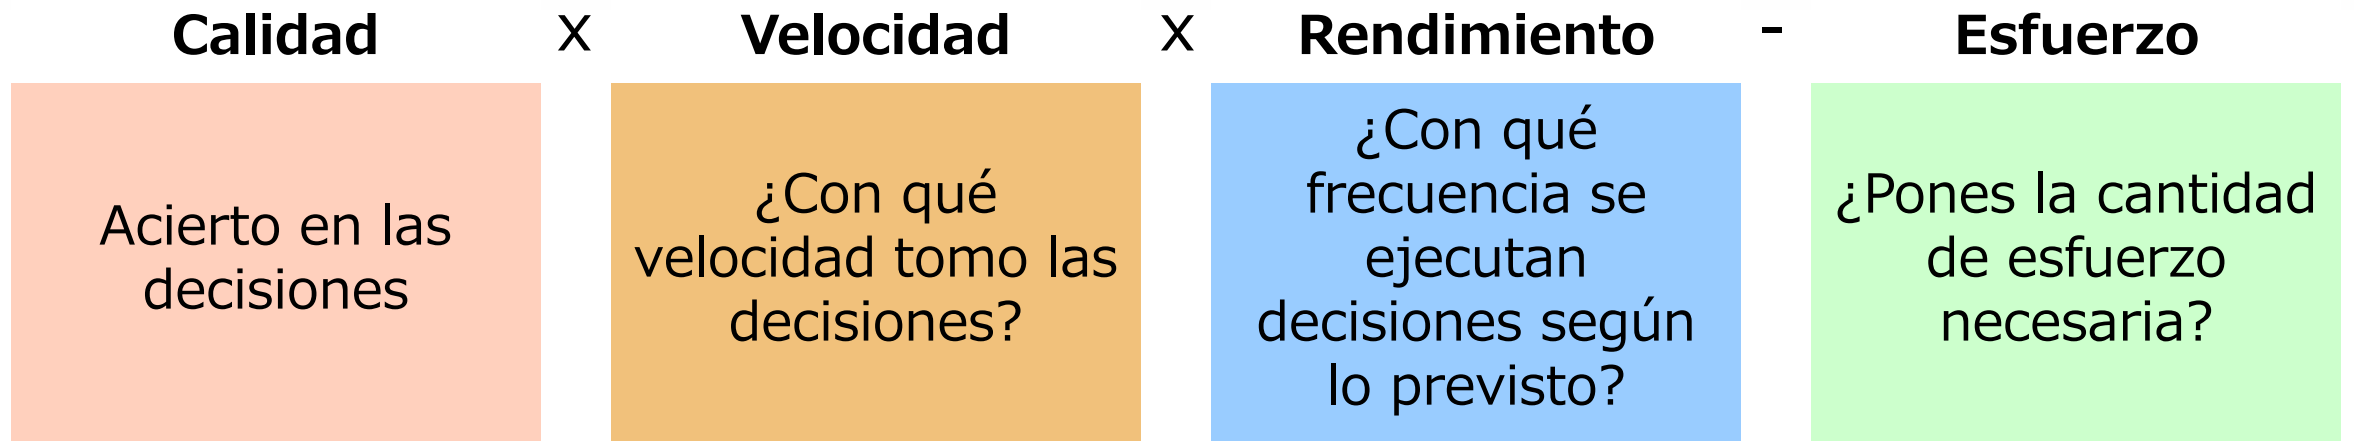 Calidad x Velocidad x Rendimiento - Esfuerzo
Acierto en las
decisiones
¿Con qué
velocidad tomo las
decisiones?
¿Con qué
frecuencia se
ejecutan
decisiones según
lo previsto?
¿Pones la cantidad
de esfuerzo
necesaria?